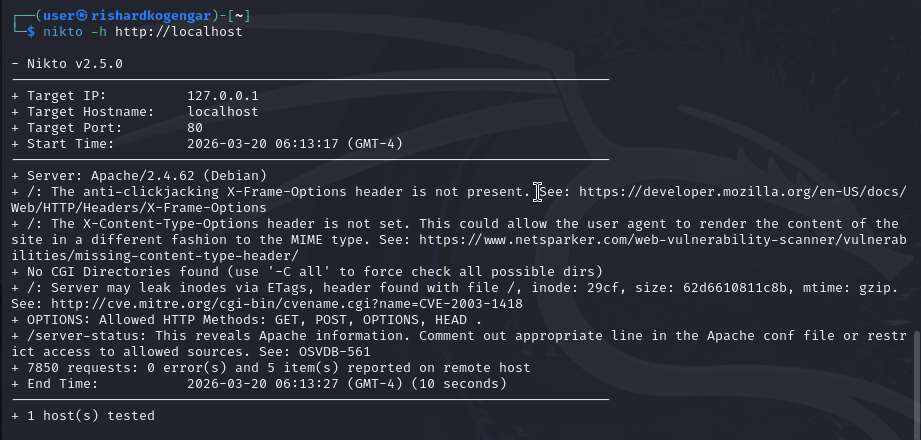 ┌──(user㉿rishardkogengar)-[~]
└─$ nikto -h http://localhost
- Nikto v2.5.0
+ Target IP: 127.0.0.1
+ Target Hostname: localhost
+ Target Port: 80
+ Start Time: 2026-03-20 06:13:17 (GMT-4)
+ Server: Apache/2.4.62 (Debian)
+ /: The anti-clickjacking X-Frame-Options header is not present. See: https://developer.mozilla.org/en-US/docs/
Web/HTTP/Headers/X-Frame-Options
+ /: The X-Content-Type-Options header is not set. This could allow the user agent to render the content of the
site in a different fashion to the MIME type. See: https://www.netsparker.com/web-vulnerability-scanner/vulnerab
ilities/missing-content-type-header/
+ No CGI Directories found (use '-C all' to force check all possible dirs)
+ /: Server may leak inodes via ETags, header found with file /, inode: 29cf, size: 62d6610811c8b, mtime: gzip.
See: http://cve.mitre.org/cgi-bin/cvename.cgi?name=CVE-2003-1418
+ OPTIONS: Allowed HTTP Methods: GET, POST, OPTIONS, HEAD .
+ /server-status: This reveals Apache information. Comment out appropriate line in the Apache conf file or restr
ict access to allowed sources. See: OSVDB-561
+ 7850 requests: 0 error(s) and 5 item(s) reported on remote host
+ End Time: 2026-03-20 06:13:27 (GMT-4) (10 seconds)
+ 1 host(s) tested